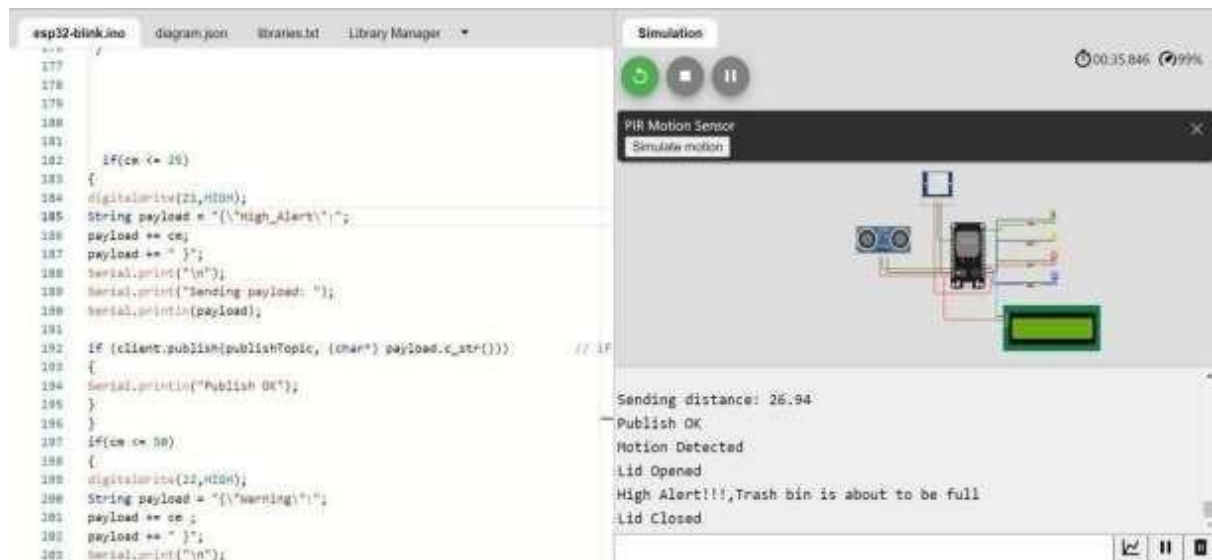 esp32-blink.ino diagram.json libraries.txt Library Manager
177
178
179
180
181
182 if(cm <= 25)
183 {
184 digitalWrite(21,HIGH);
185 String payload = "{\"High_Alert\":";
186 payload += cm;
187 payload += " }";
188 Serial.print("\n");
189 Serial.print("Sending payload: ");
190 Serial.println(payload);
191
192 if (client.publish(publishTopic, (char*) payload.c_str())) // if
193 {
194 Serial.println("Publish OK");
195 }
196 }
197 if(cm <= 50)
198 {
199 digitalWrite(22,HIGH);
200 String payload = "{\"Warning\":";
201 payload += cm ;
202 payload += " }";
203 Serial.print("\n");
Simulation
00:35.846 99%
PIR Motion Sensor
Simulate motion
Sending distance: 26.94
Publish OK
Motion Detected
Lid Opened
High Alert!!!,Trash bin is about to be full
Lid Closed